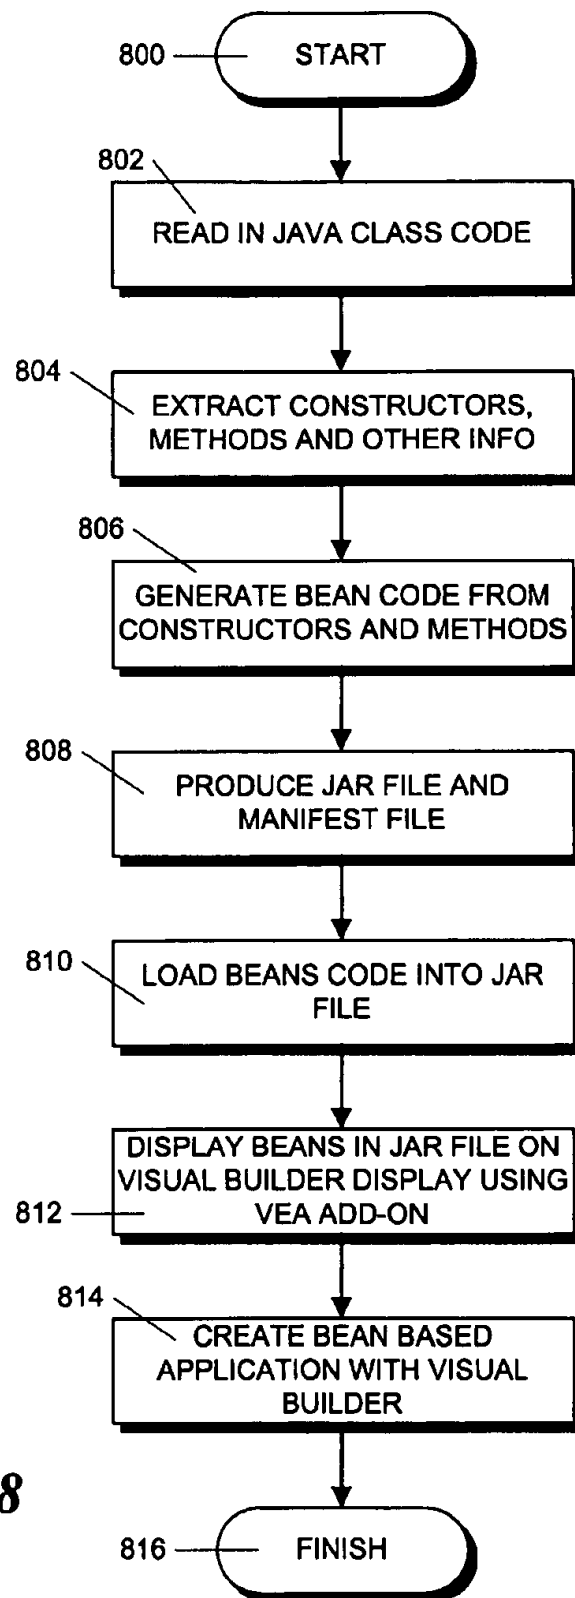 800
START
802
READ IN JAVA CLASS CODE
804
EXTRACT CONSTRUCTORS,
METHODS AND OTHER INFO
806
GENERATE BEAN CODE FROM
CONSTRUCTORS AND METHODS
808
PRODUCE JAR FILE AND
MANIFEST FILE
810
LOAD BEANS CODE INTO JAR
FILE
DISPLAY BEANS IN JAR FILE ON
VISUAL BUILDER DISPLAY USING
812
VEA ADD-ON
814
CREATE BEAN BASED
APPLICATION WITH VISUAL
BUILDER
8
816
FINISH